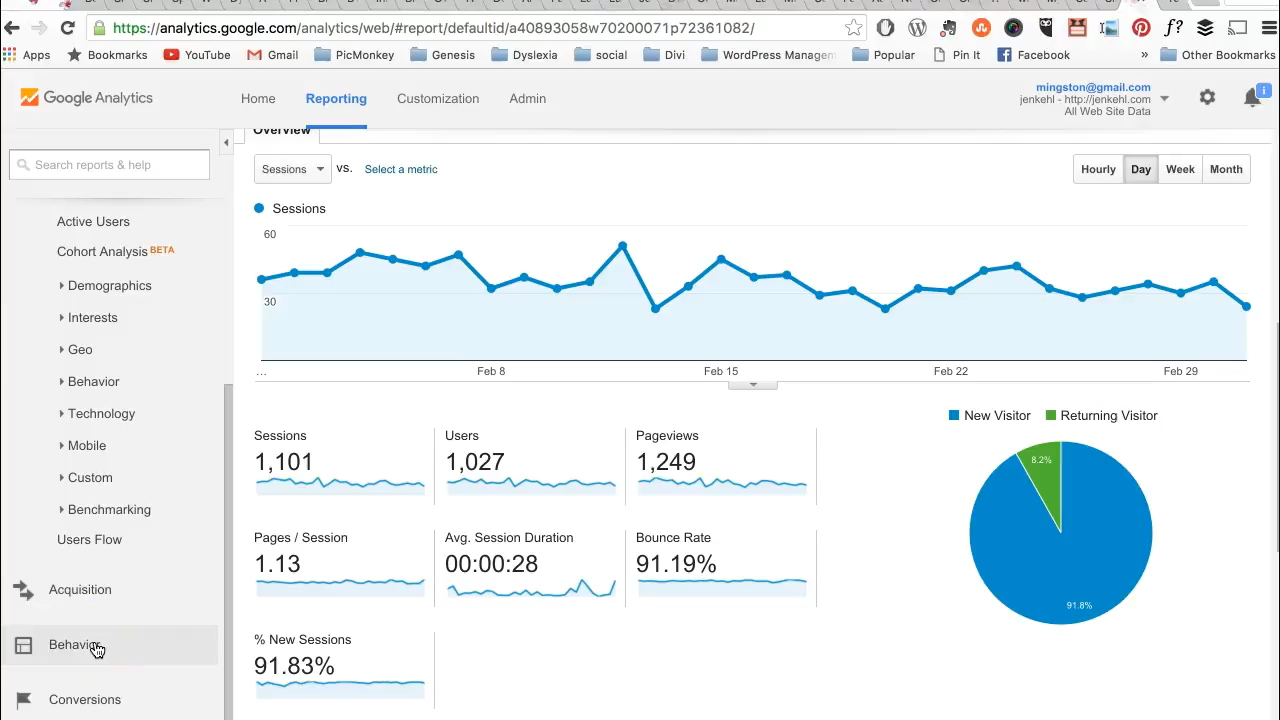 https://analytics.google.com/analytics/web/#report/defaultid/a40893058w70200071p72361082/
Apps Bookmarks YouTube Gmail PicMonkey Genesis Dyslexia social Divi WordPress Managem Popular Pin It Facebook » Other Bookmarks
Google Analytics Home Reporting Customization Admin
mingston@gmail.com
jenkehl - http://jenkehl.com
All Web Site Data
Search reports & help
Active Users
Cohort Analysis BETA
Demographics
Interests
Geo
Behavior
Technology
Mobile
Custom
Benchmarking
Users Flow
Acquisition
Behavior
Conversions
Overview
Sessions VS. Select a metric
Hourly Day Week Month
Sessions
60
30
... Feb 8 Feb 15 Feb 22 Feb 29
New Visitor Returning Visitor
8.2%
91.8%
Sessions
1,101
Users
1,027
Pageviews
1,249
Pages / Session
1.13
Avg. Session Duration
00:00:28
Bounce Rate
91.19%
% New Sessions
91.83%